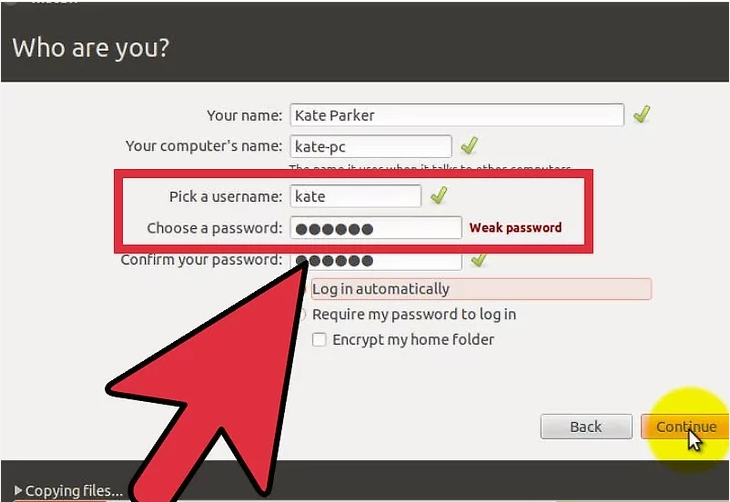 Who are you?
Your name: Kate Parker
Your computer's name: kate-pc
The name it uses when it talks to other computers.
Pick a username: kate
Choose a password: ●●●●●● Weak password
Confirm your password: ●●●●●●
Log in automatically
Require my password to log in
Encrypt my home folder
Back Continue
Copying files...